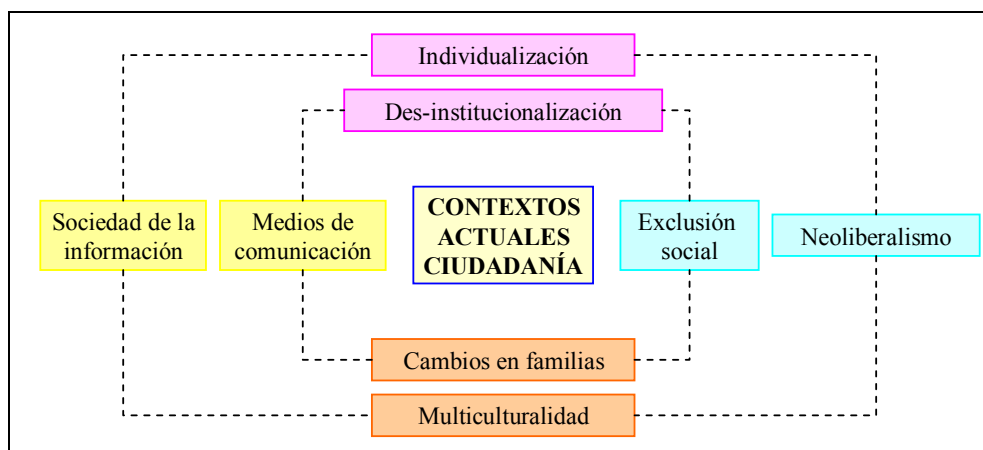 Individualización
Des-institucionalización
Sociedad de la
información
Medios de
comunicación
CONTEXTOS
ACTUALES
CIUDADANÍA
Exclusión
social
Neoliberalismo
Cambios en familias
Multiculturalidad